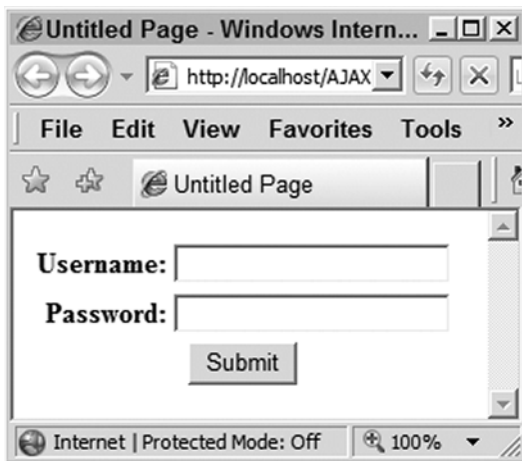 Untitled Page - Windows Intern...
http://localhost/AJAX
File Edit View Favorites Tools »
Untitled Page
Username:
Password:
Submit
Internet | Protected Mode: Off 100%